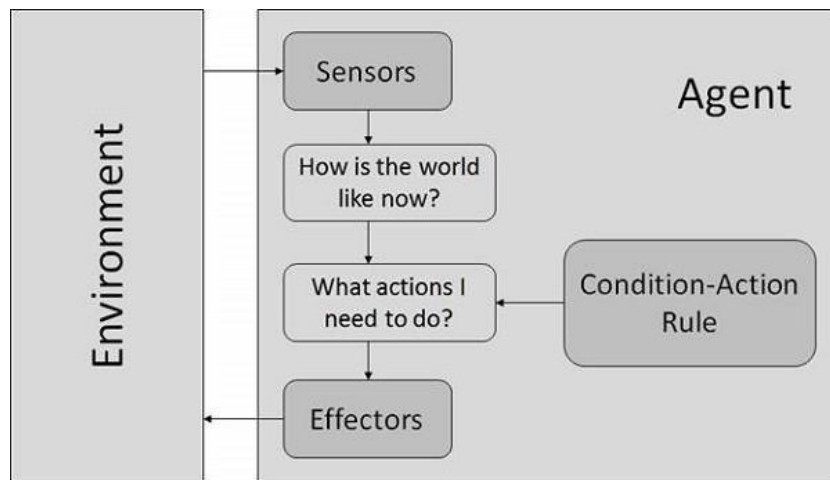 Environment
Agent
Sensors
How is the world
like now?
What actions I
need to do?
Condition-Action
Rule
Effectors